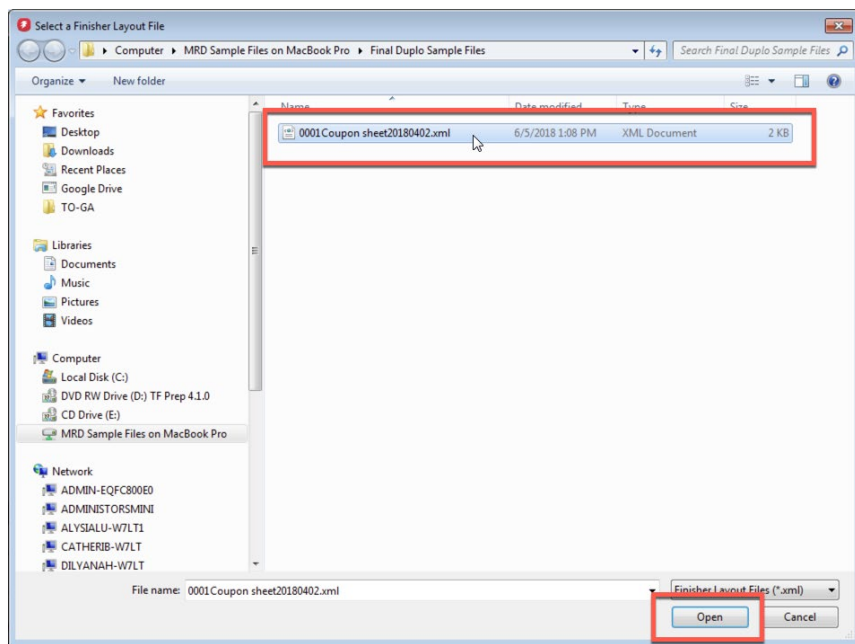 Select a Finisher Layout File
Computer MRD Sample Files on MacBook Pro Final Duplo Sample Files Search Final Duplo Sample Files
Organize New folder
Name Date modified Type Size
0001Coupon sheet20180402.xml 6/5/2018 1:08 PM XML Document 2 KB
Favorites
Desktop
Downloads
Recent Places
Google Drive
TO-GA
Libraries
Documents
Music
Pictures
Videos
Computer
Local Disk (C:)
DVD RW Drive (D:) TF Prep 4.1.0
CD Drive (E:)
MRD Sample Files on MacBook Pro
Network
ADMIN-EQFC800E0
ADMINISTORSMINI
ALYSIALU-W7LT1
CATHERIB-W7LT
DILYANAH-W7LT
File name: 0001Coupon sheet20180402.xml Finisher Layout Files (*.xml)
Open Cancel